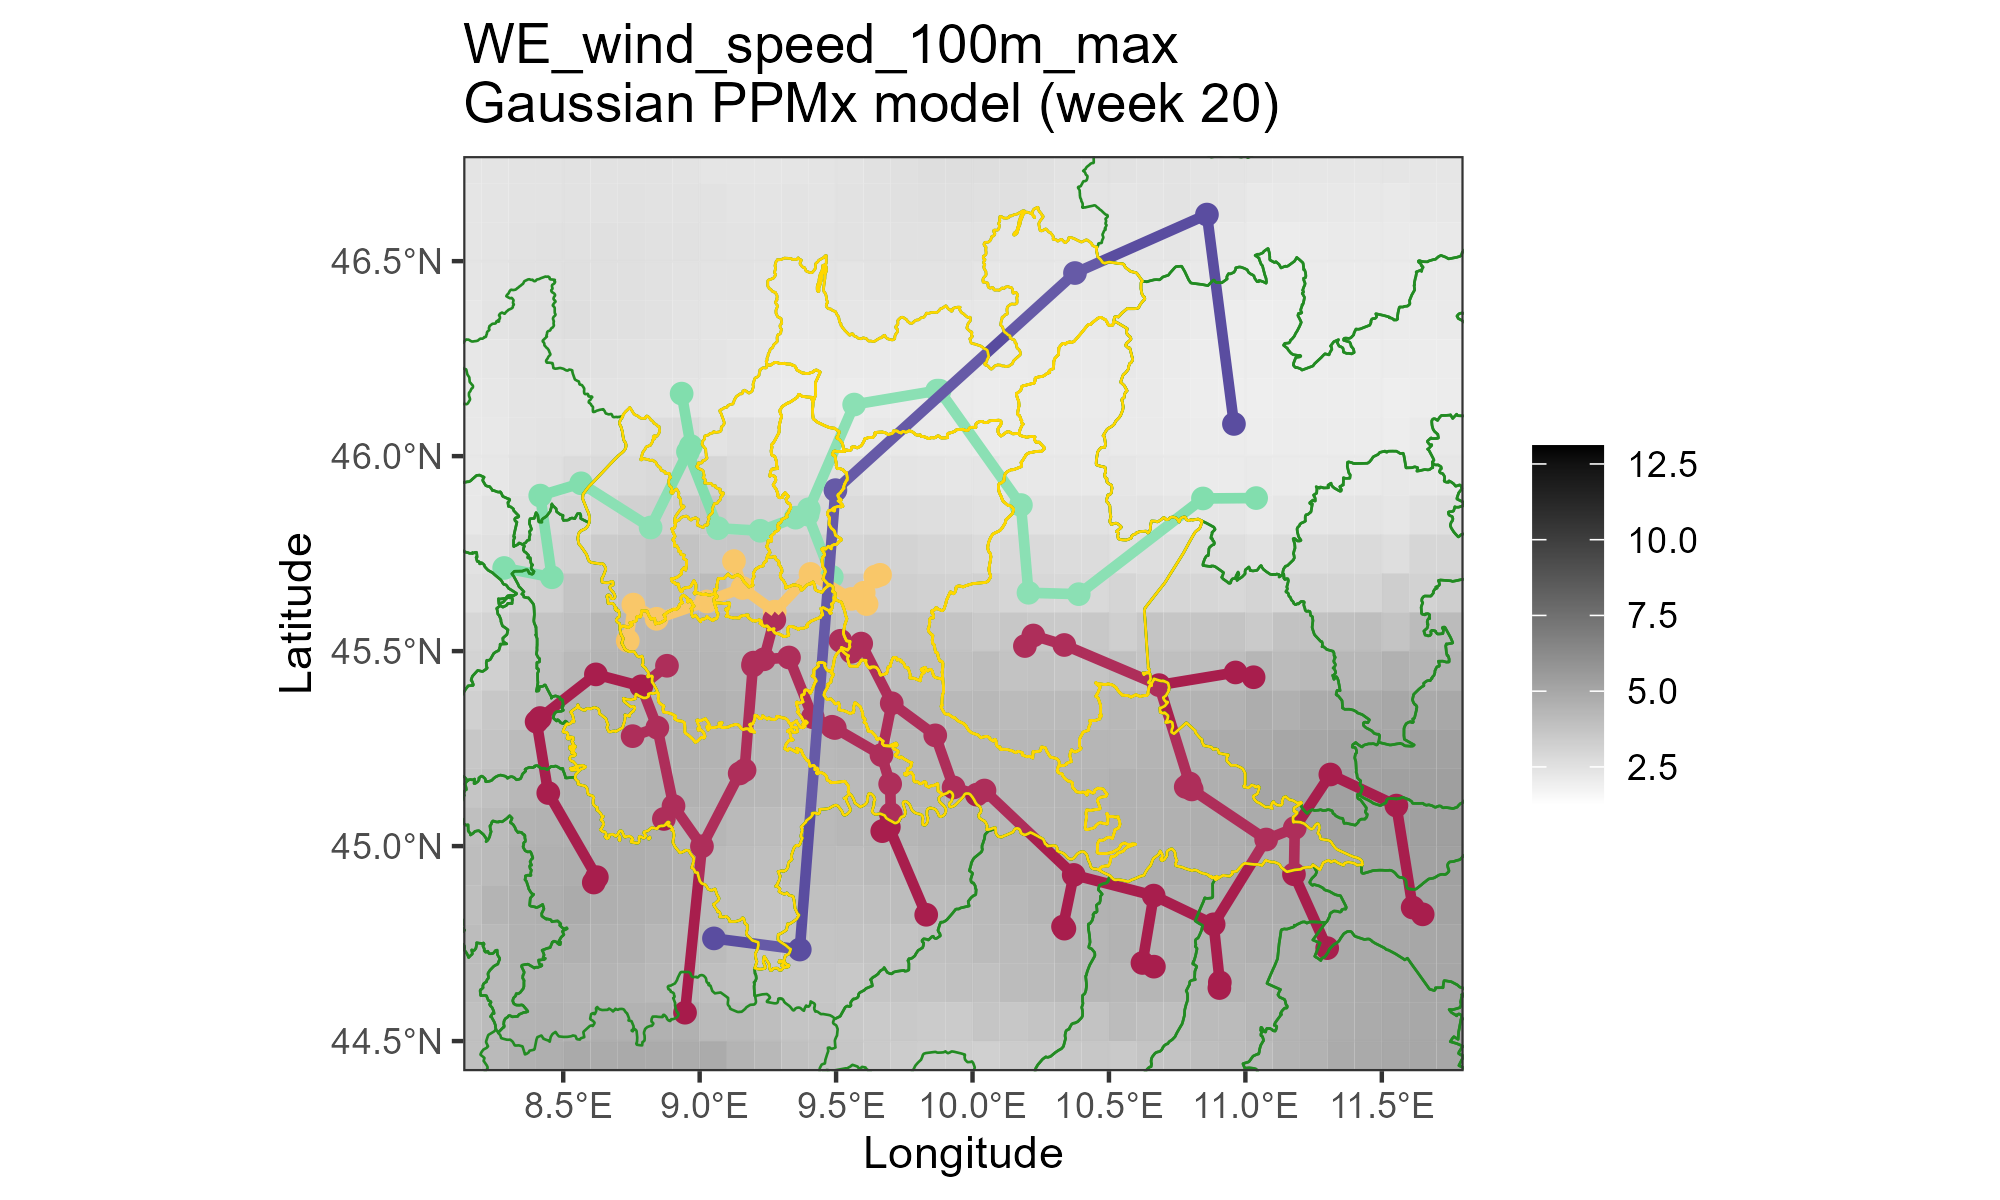 WE_wind_speed_100m_max
Gaussian PPMx model (week 20)
Latitude
46.5°N
46.0°N
45.5°N
45.0°N
44.5°N
8.5°E
9.0°E
9.5°E
10.0°E
10.5°E
11.0°E
11.5°E
Longitude
12.5
10.0
7.5
5.0
2.5